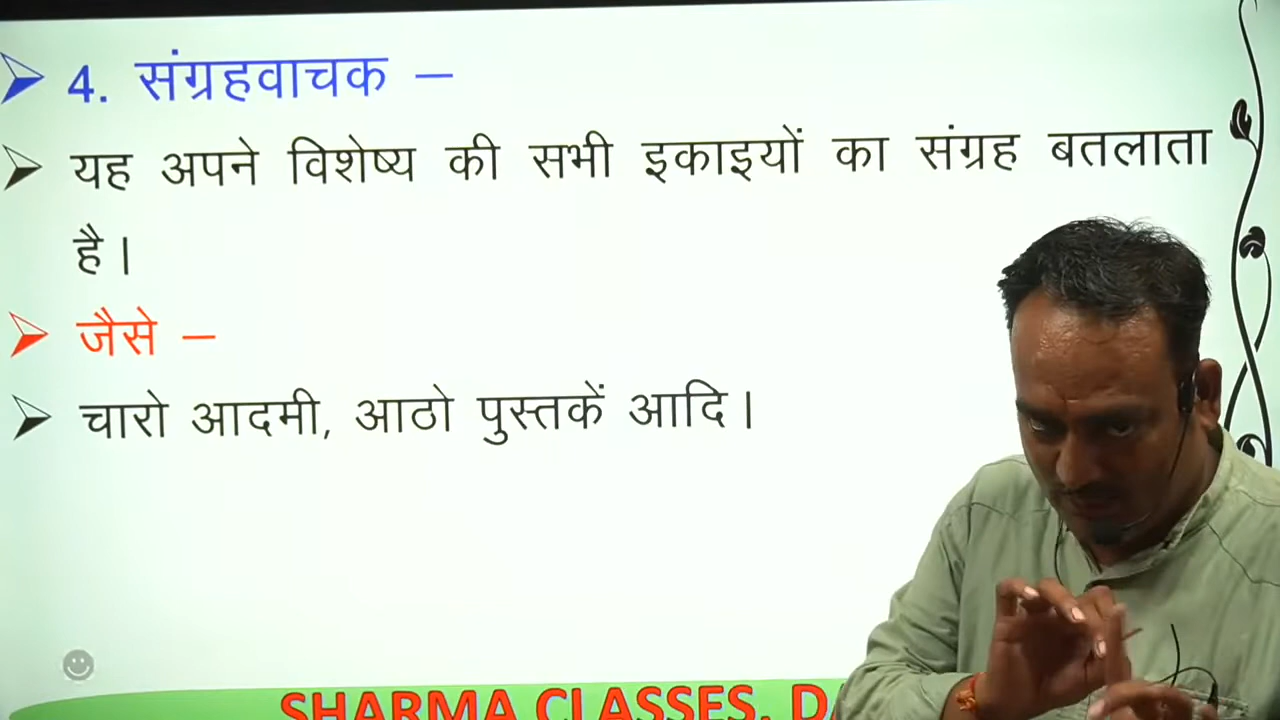 4. संग्रहवाचक –
यह अपने विशेष्य की सभी इकाइयों का संग्रह बतलाता
है।
जैसे –
चारो आदमी, आठो पुस्तकें आदि।
SHARMA CLASSES,